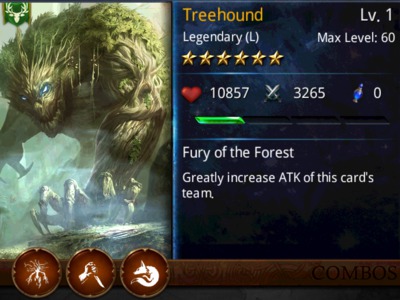 Treehound Lv. 1
Legendary (L) Max Level: 60
10857 3265 0
Fury of the Forest
Greatly increase ATK of this card's
team.
COMBOS